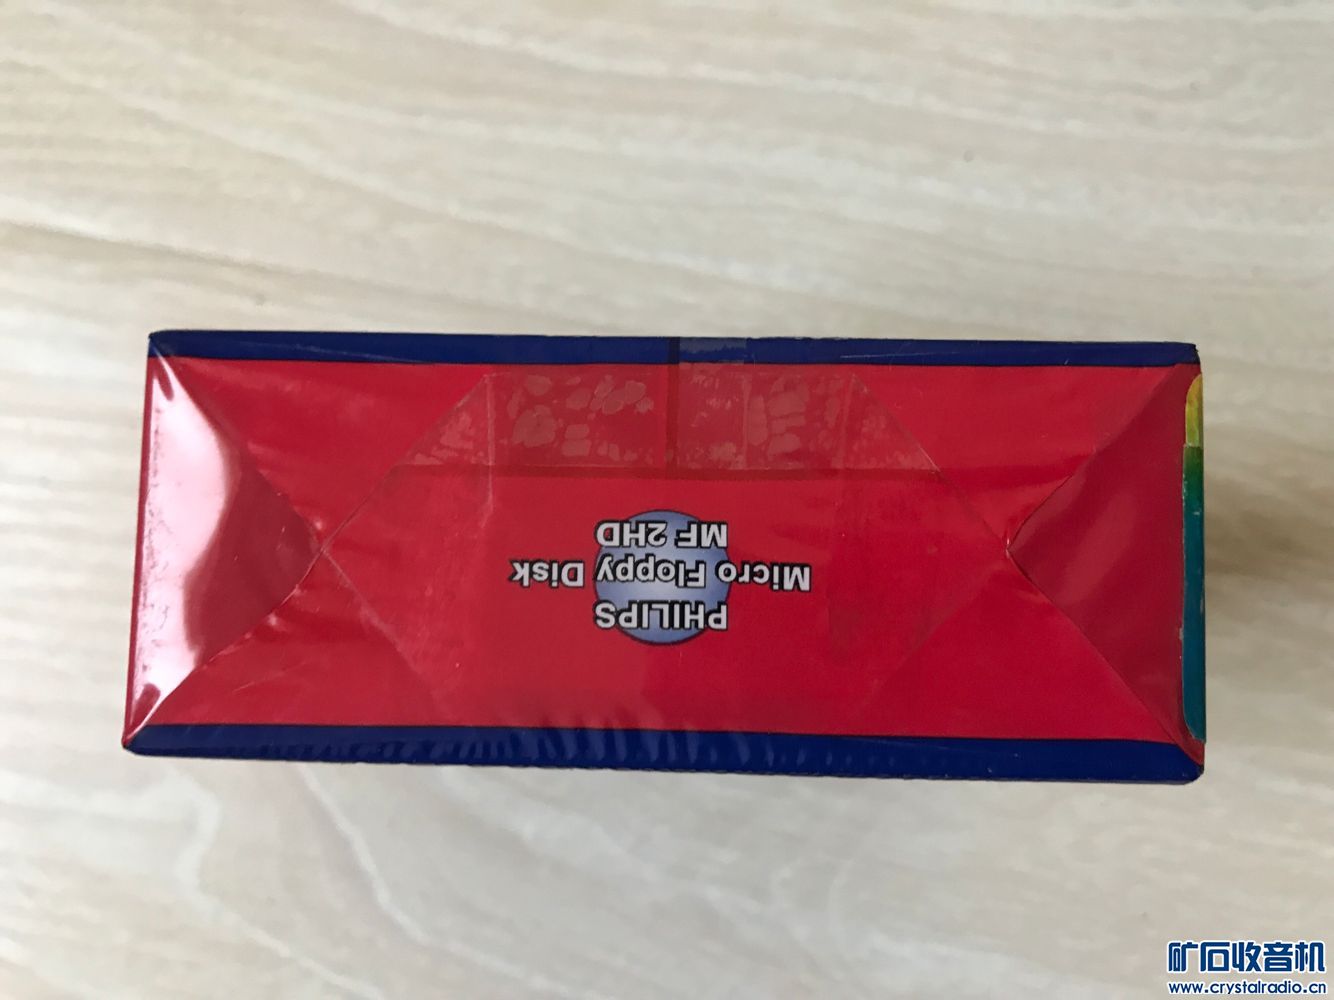 PHILIPS
Micro Floppy Disk
MF 2HD
矿石收音机
www.crystalradio.cn